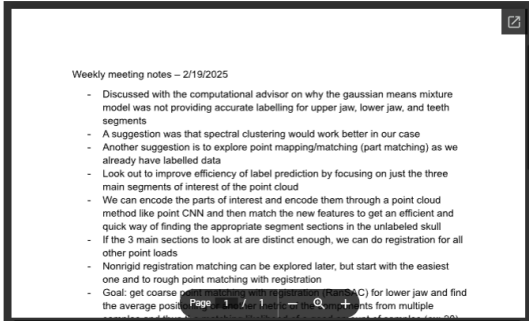 Weekly meeting notes – 2/19/2025
- Discussed with the computational advisor on why the gaussian means mixture
model was not providing accurate labelling for upper jaw, lower jaw, and teeth
segments
- A suggestion was that spectral clustering would work better in our case
- Another suggestion is to explore point mapping/matching (part matching) as we
already have labelled data
- Look out to improve efficiency of label prediction by focusing on just the three
main segments of interest of the point cloud
- We can encode the parts of interest and encode them through a point cloud
method like point CNN and then match the new features to get an efficient and
quick way of finding the appropriate segment sections in the unlabeled skull
- If the 3 main sections to look at are distinct enough, we can do registration for all
other point loads
- Nonrigid registration matching can be explored later, but start with the easiest
one and to rough point matching with registration
- Goal: get coarse point matching with registration (RanSAC) for lower jaw and find
the average positioning or another metric of the components from multiple
Page 1 / 1